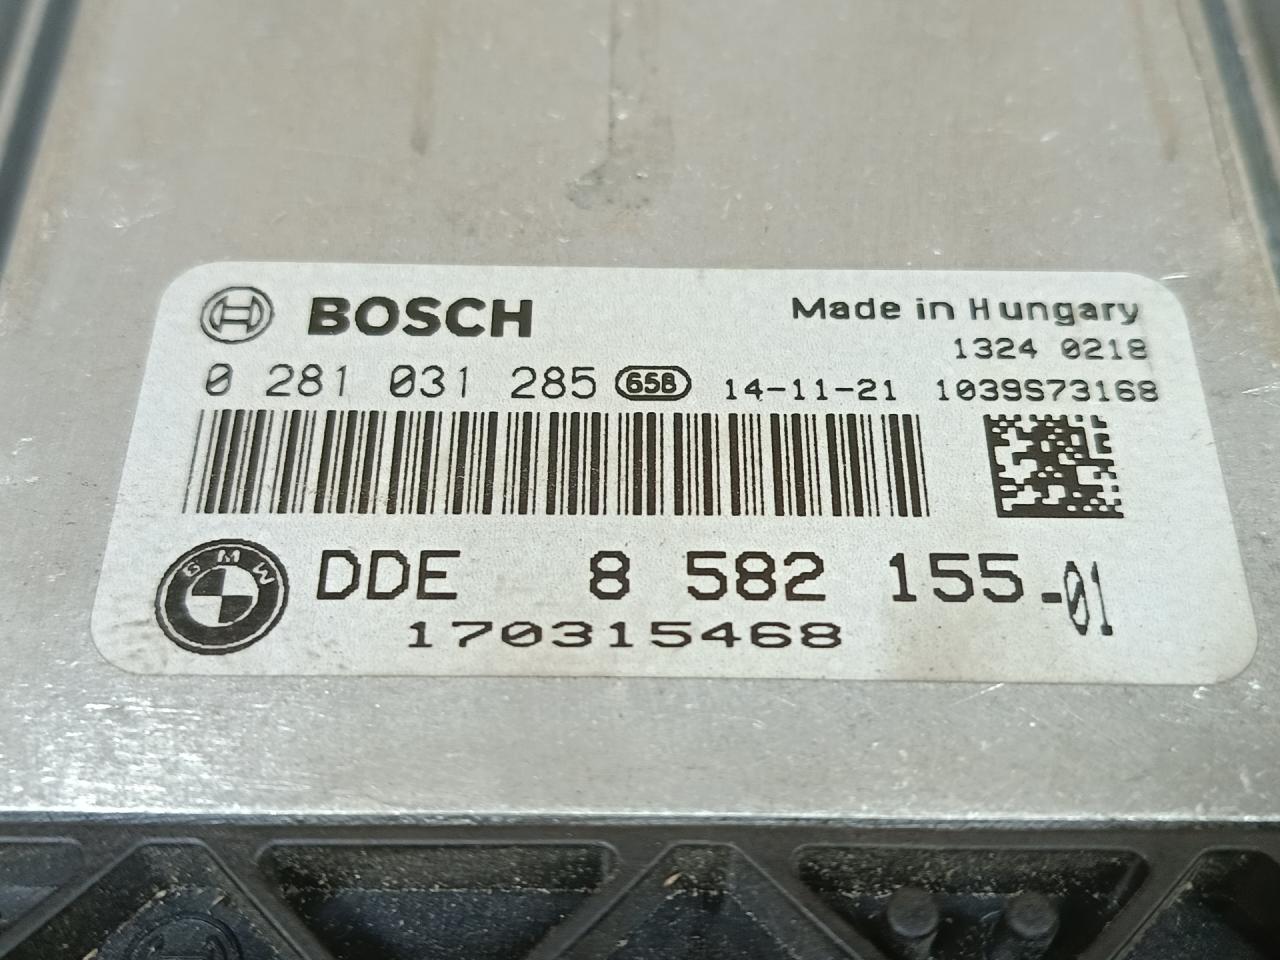 BOSCH
Made in Hungary
1324 0218
0 281 031 285 658 14-11-21 1039S73168
BMW DDE 8 582 155.01
170315468